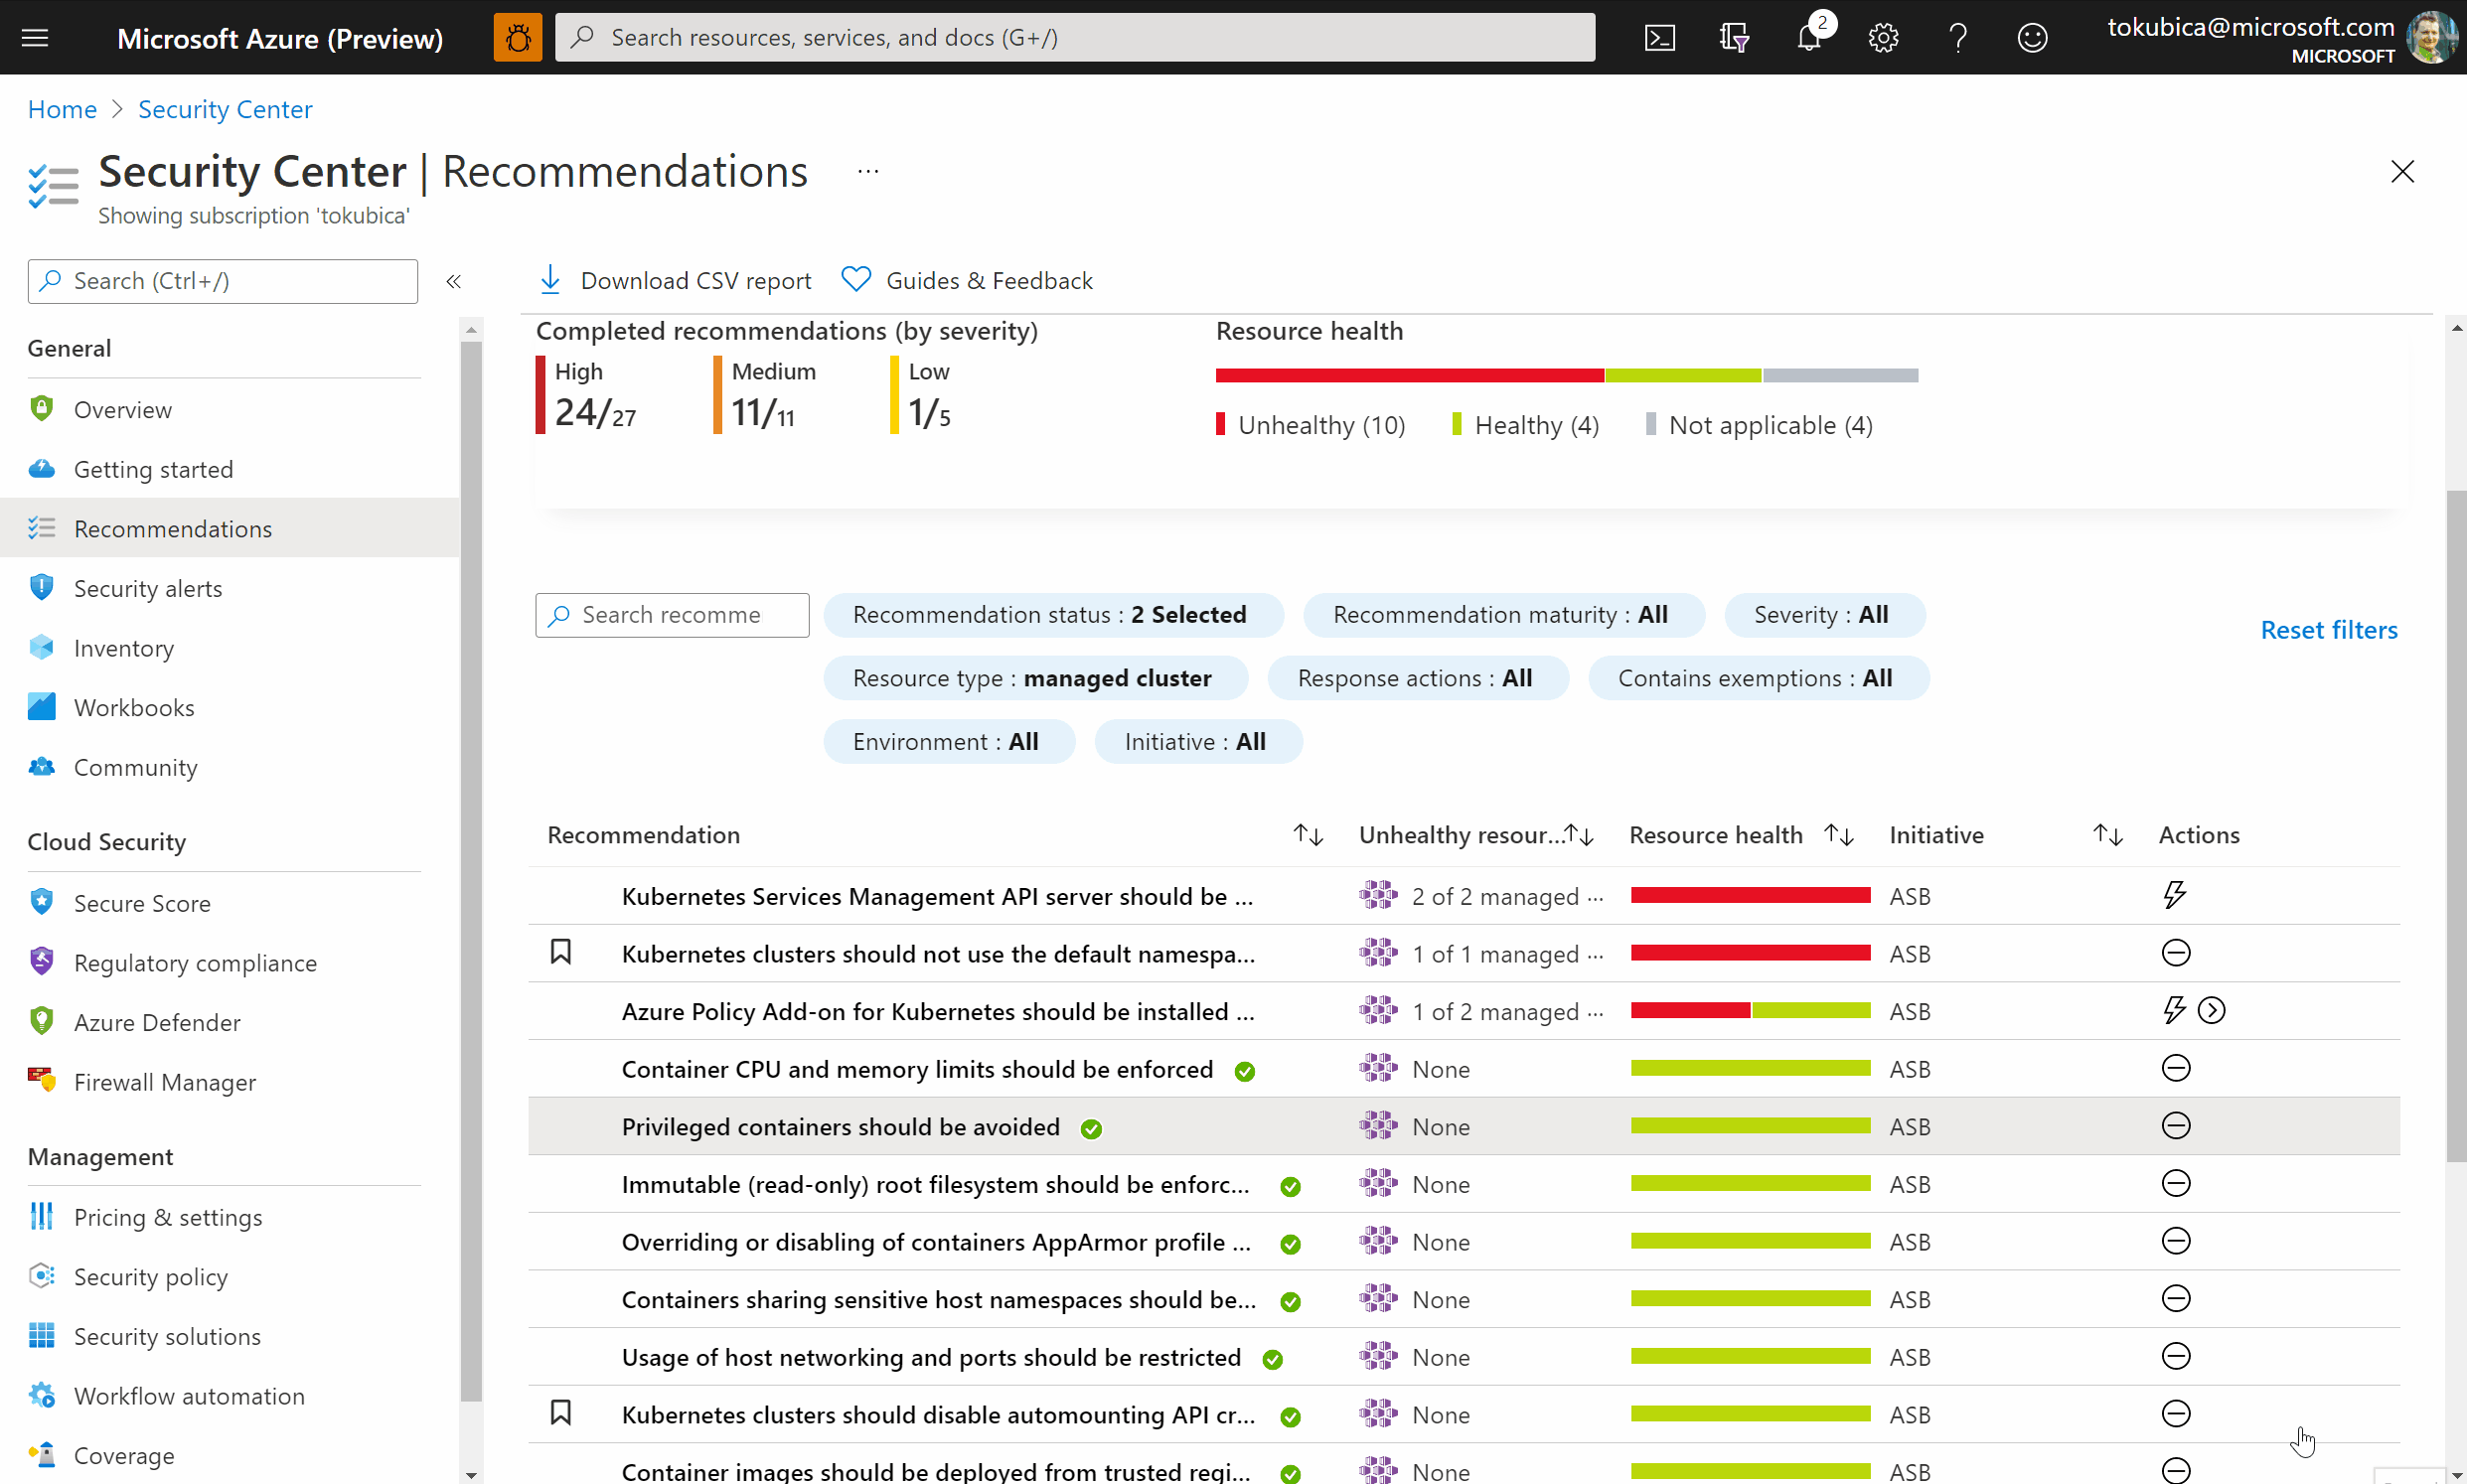 Microsoft Azure (Preview)
Search resources, services, and docs (G+/)
2
tokubica@microsoft.com
MICROSOFT
Home > Security Center
Security Center | Recommendations ...
Showing subscription 'tokubica'
Search (Ctrl+/)
«
General
Overview
Getting started
Recommendations
Security alerts
Inventory
Workbooks
Community
Cloud Security
Secure Score
Regulatory compliance
Azure Defender
Firewall Manager
Management
Pricing & settings
Security policy
Security solutions
Workflow automation
Coverage
Download CSV report
Guides & Feedback
Completed recommendations (by severity)
High
24/27
Medium
11/11
Low
1/5
Resource health
Unhealthy (10)
Healthy (4)
Not applicable (4)
Search recomme
Recommendation status : 2 Selected
Recommendation maturity : All
Severity : All
Reset filters
Resource type : managed cluster
Response actions : All
Contains exemptions : All
Environment : All
Initiative : All
Recommendation ↑↓ Unhealthy resour...↑↓ Resource health ↑↓ Initiative ↑↓ Actions
Kubernetes Services Management API server should be ... 2 of 2 managed ... ASB
Kubernetes clusters should not use the default namespa... 1 of 1 managed ... ASB
Azure Policy Add-on for Kubernetes should be installed ... 1 of 2 managed ... ASB
Container CPU and memory limits should be enforced None ASB
Privileged containers should be avoided None ASB
Immutable (read-only) root filesystem should be enforc... None ASB
Overriding or disabling of containers AppArmor profile ... None ASB
Containers sharing sensitive host namespaces should be... None ASB
Usage of host networking and ports should be restricted None ASB
Kubernetes clusters should disable automounting API cr... None ASB
Container images should be deployed from trusted regi... None ASB